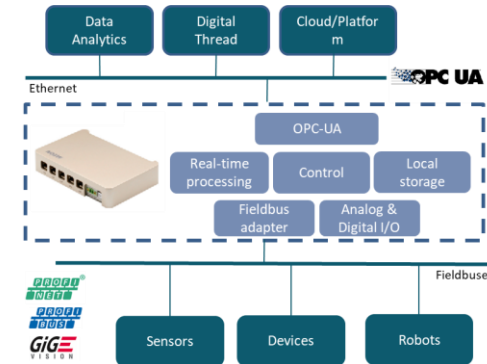 Data
Analytics
Digital
Thread
Cloud/Platfor
m
OPC UA
Ethernet
OPC-UA
Real-time
processing
Control
Local
storage
Fieldbus
adapter
Analog &
Digital I/O
Fieldbuse
PROFI
NET
PROFI
BUS
GiGE
VISION
Sensors
Devices
Robots